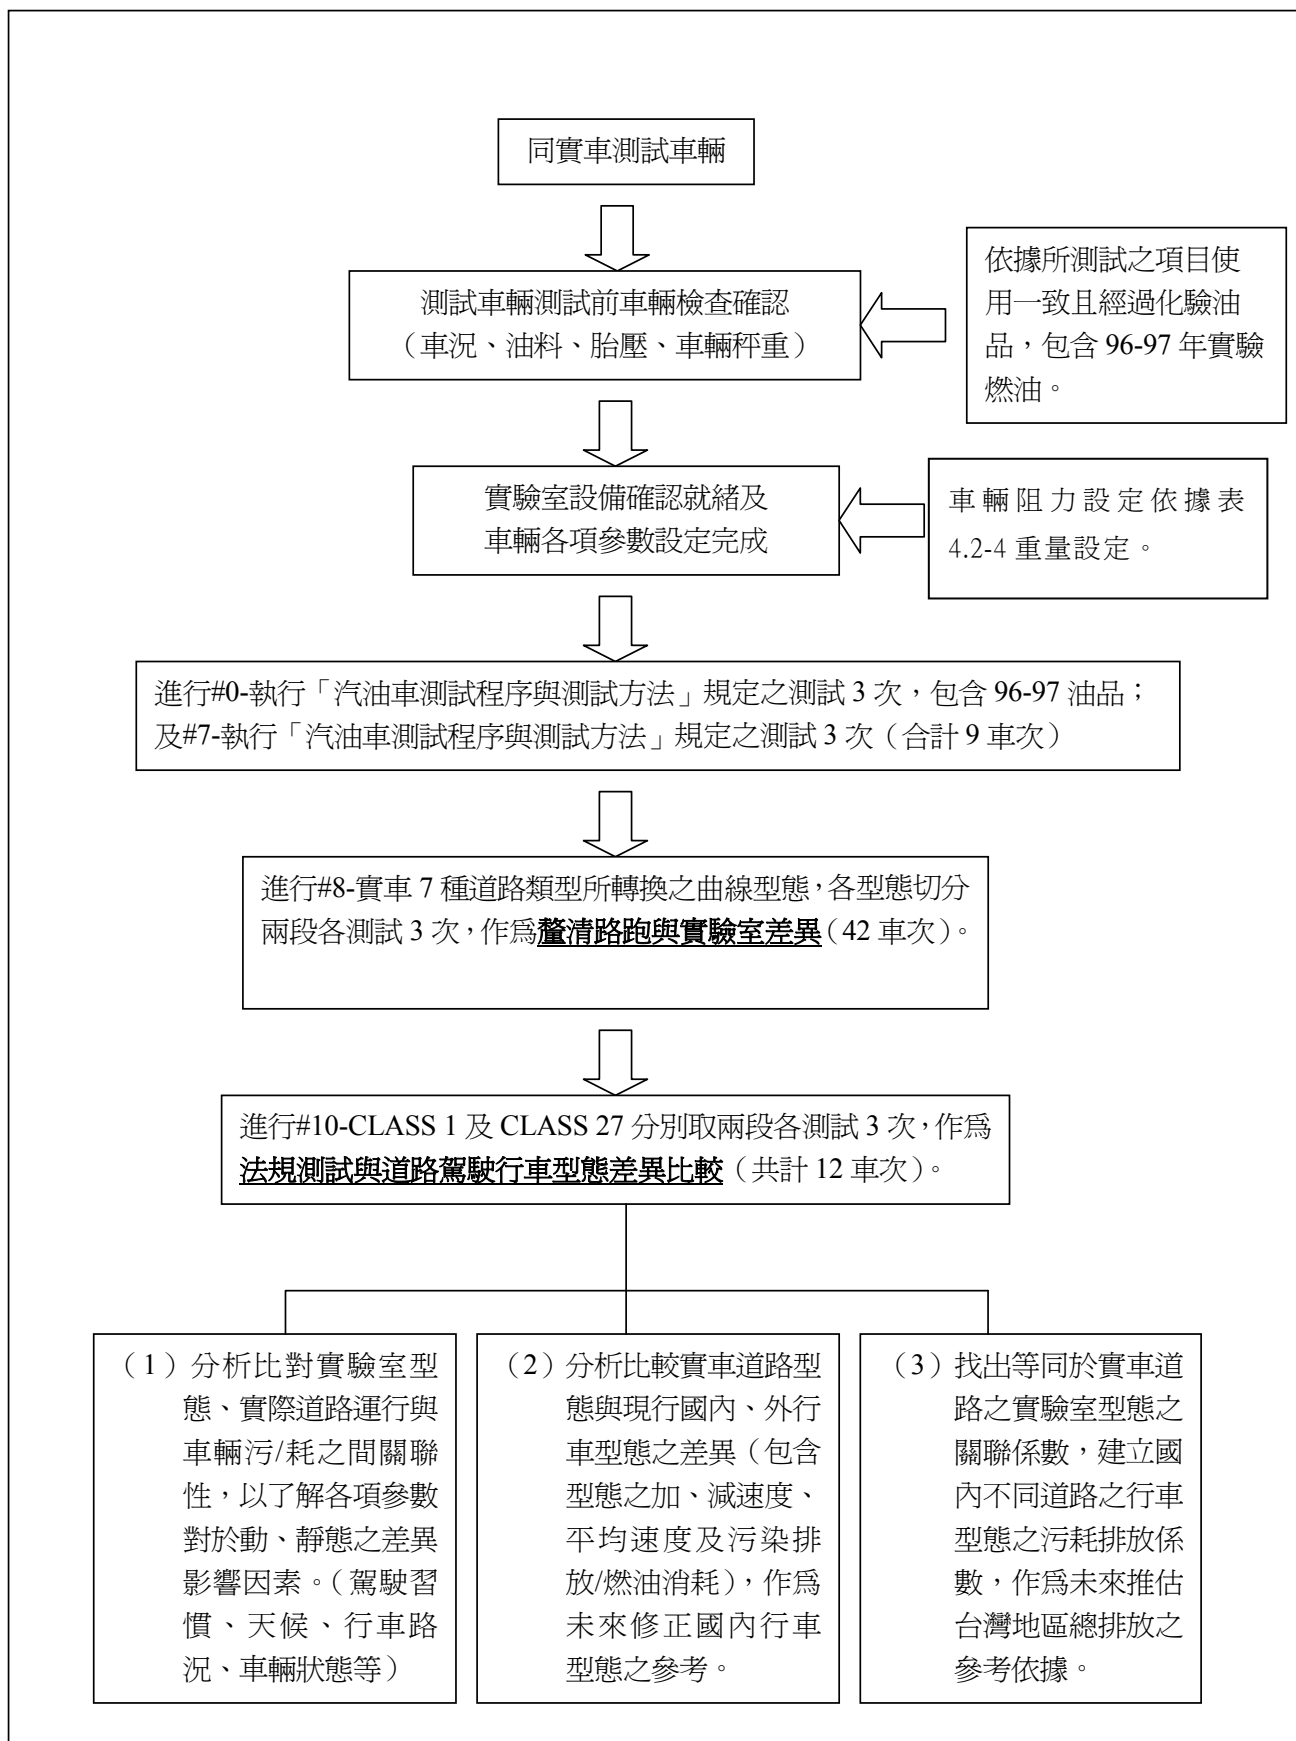 同實車測試車輛
測試車輛測試前車輛檢查確認
（車況、油料、胎壓、車輛秤重）
依據所測試之項目使
用一致且經過化驗油
品，包含 96-97 年實驗
燃油。
實驗室設備確認就緒及
車輛各項參數設定完成
車輛阻力設定依據表
4.2-4 重量設定。
進行#0-執行「汽油車測試程序與測試方法」規定之測試 3 次，包含 96-97 油品；
及#7-執行「汽油車測試程序與測試方法」規定之測試 3 次（合計 9 車次）
進行#8-實車 7 種道路類型所轉換之曲線型態，各型態切分
兩段各測試 3 次，作為釐清路跑與實驗室差異（42 車次）。
進行#10-CLASS 1 及 CLASS 27 分別取兩段各測試 3 次，作為
法規測試與道路駕駛行車型態差異比較（共計 12 車次）。
（1）分析比對實驗室型
態、實際道路運行與
車輛污/耗之間關聯
性，以了解各項參數
對於動、靜態之差異
影響因素。（駕駛習
慣、天候、行車路
況、車輛狀態等）
（2）分析比較實車道路型
態與現行國內、外行
車型態之差異（包含
型態之加、減速度、
平均速度及污染排
放/燃油消耗），作為
未來修正國內行車
型態之參考。
（3）找出等同於實車道
路之實驗室型態之
關聯係數，建立國
內不同道路之行車
型態之污耗排放係
數，作為未來推估
台灣地區總排放之
參考依據。